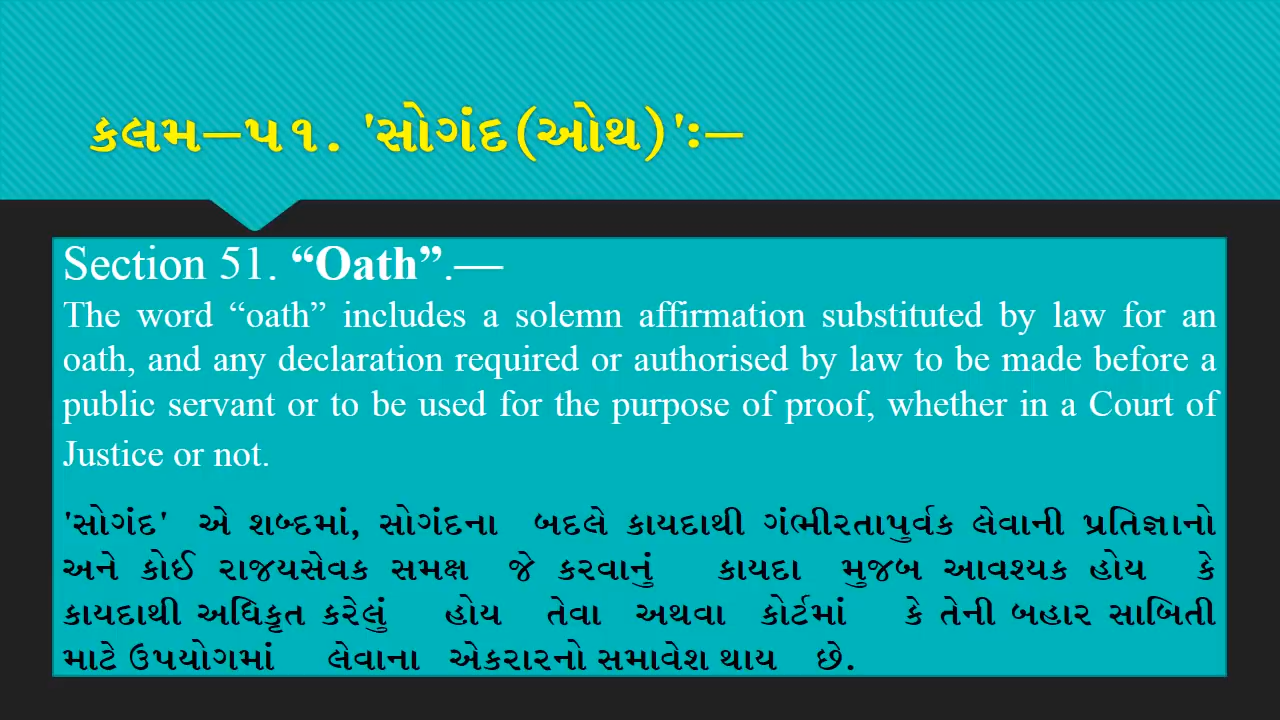 કલમ–૫૧. 'સોગંદ(ઓથ)':–
Section 51. “Oath”.—
The word “oath” includes a solemn affirmation substituted by law for an
oath, and any declaration required or authorised by law to be made before a
public servant or to be used for the purpose of proof, whether in a Court of
Justice or not.
'સોગંદ' એ શબ્દમાં, સોગંદના બદલે કાયદાથી ગંભીરતાપુર્વક લેવાની પ્રતિજ્ઞાનો
અને કોઈ રાજયસેવક સમક્ષ જે કરવાનું કાયદા મુજબ આવશ્યક હોય કે
કાયદાથી અધિકૃત કરેલું હોય તેવા અથવા કોર્ટમાં કે તેની બહાર સાબિતી
માટે ઉપયોગમાં લેવાના એકરારનો સમાવેશ થાય છે.